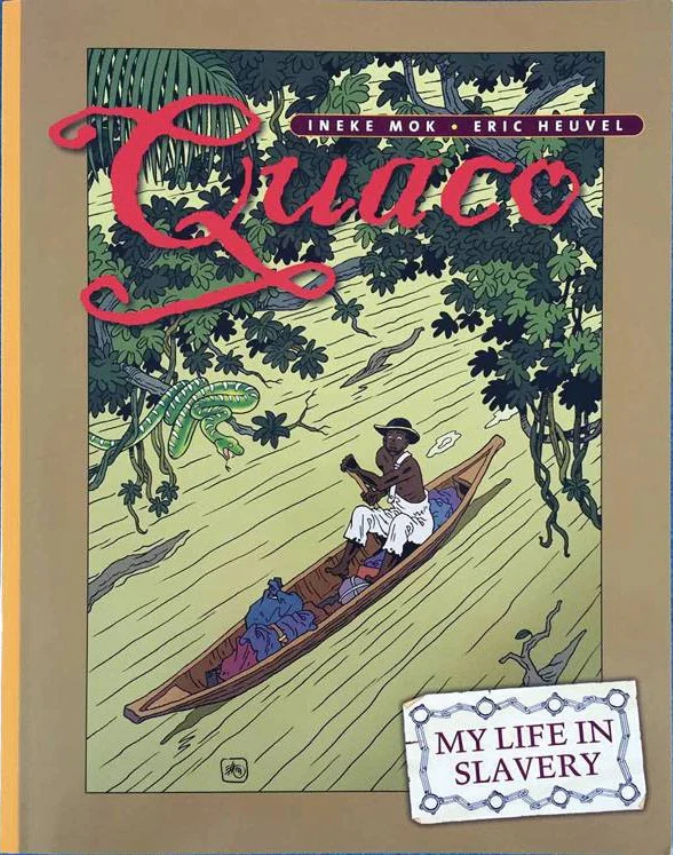 INEKE MOK • ERIC HEUVEL
Quaco
MY LIFE IN
SLAVERY